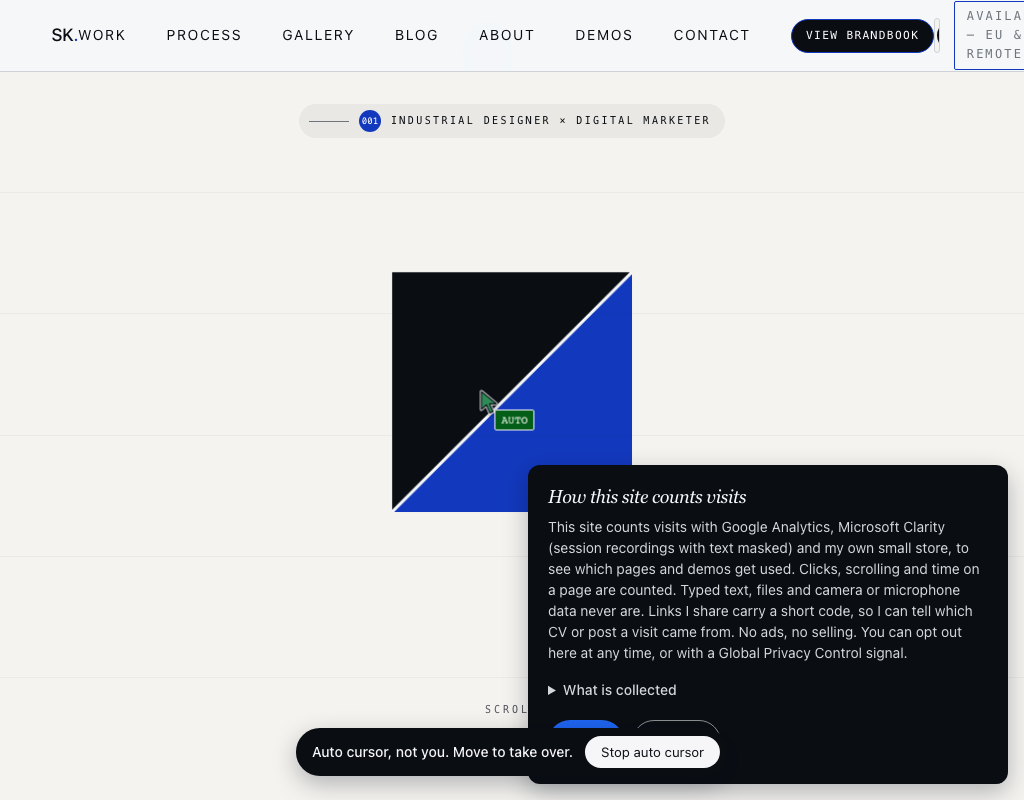 SK.
WORK
PROCESS
GALLERY
BLOG
ABOUT
DEMOS
CONTACT
VIEW BRANDBOOK
— EU &
REMOTE
001
INDUSTRIAL DESIGNER × DIGITAL MARKETER
AUTO
How this site counts visits
This site counts visits with Google Analytics, Microsoft Clarity
(session recordings with text masked) and my own small store, to
see which pages and demos get used. Clicks, scrolling and time on
a page are counted. Typed text, files and camera or microphone
data never are. Links I share carry a short code, so I can tell which
CV or post a visit came from. No ads, no selling. You can opt out
here at any time, or with a Global Privacy Control signal.
What is collected
Auto cursor, not you. Move to take over.
Stop auto cursor